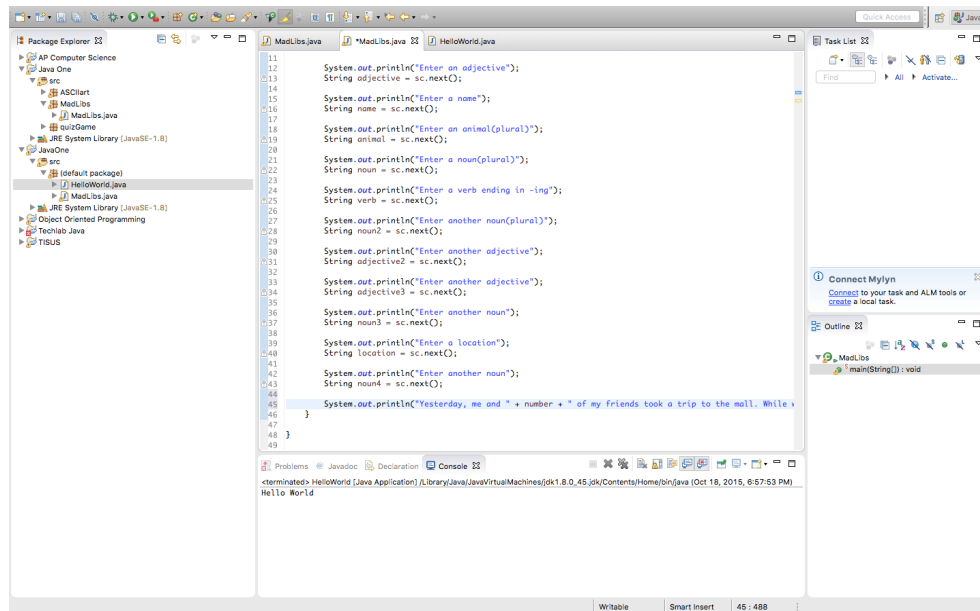 Quick Access
Java
Package Explorer
AP Computer Science
Java One
src
ASCIIart
MadLibs
MadLibs.java
quizGame
JRE System Library [JavaSE-1.8]
JavaOne
src
(default package)
HelloWorld.java
MadLibs.java
JRE System Library [JavaSE-1.8]
Object Oriented Programming
Techlab Java
TISUS
MadLibs.java
*MadLibs.java
HelloWorld.java
11
12 System.out.println("Enter an adjective");
13 String adjective = sc.next();
14
15 System.out.println("Enter a name");
16 String name = sc.next();
17
18 System.out.println("Enter an animal(plural)");
19 String animal = sc.next();
20
21 System.out.println("Enter a noun(plural)");
22 String noun = sc.next();
23
24 System.out.println("Enter a verb ending in -ing");
25 String verb = sc.next();
26
27 System.out.println("Enter another noun(plural)");
28 String noun2 = sc.next();
29
30 System.out.println("Enter another adjective");
31 String adjective2 = sc.next();
32
33 System.out.println("Enter another adjective");
34 String adjective3 = sc.next();
35
36 System.out.println("Enter another noun");
37 String noun3 = sc.next();
38
39 System.out.println("Enter a location");
40 String location = sc.next();
41
42 System.out.println("Enter another noun");
43 String noun4 = sc.next();
44
45 System.out.println("Yesterday, me and " + number + " of my friends took a trip to the mall. While
46 }
47
48 }
49
Task List
Find
All
Activate...
Connect Mylyn
Connect to your task and ALM tools or
create a local task.
Outline
MadLibs
main(String[]) : void
Problems
Javadoc
Declaration
Console
<terminated> HelloWorld [Java Application] /Library/Java/JavaVirtualMachines/jdk1.8.0_45.jdk/Contents/Home/bin/java (Oct 18, 2015, 6:57:53 PM)
Hello World
Writable
Smart Insert
45 : 488